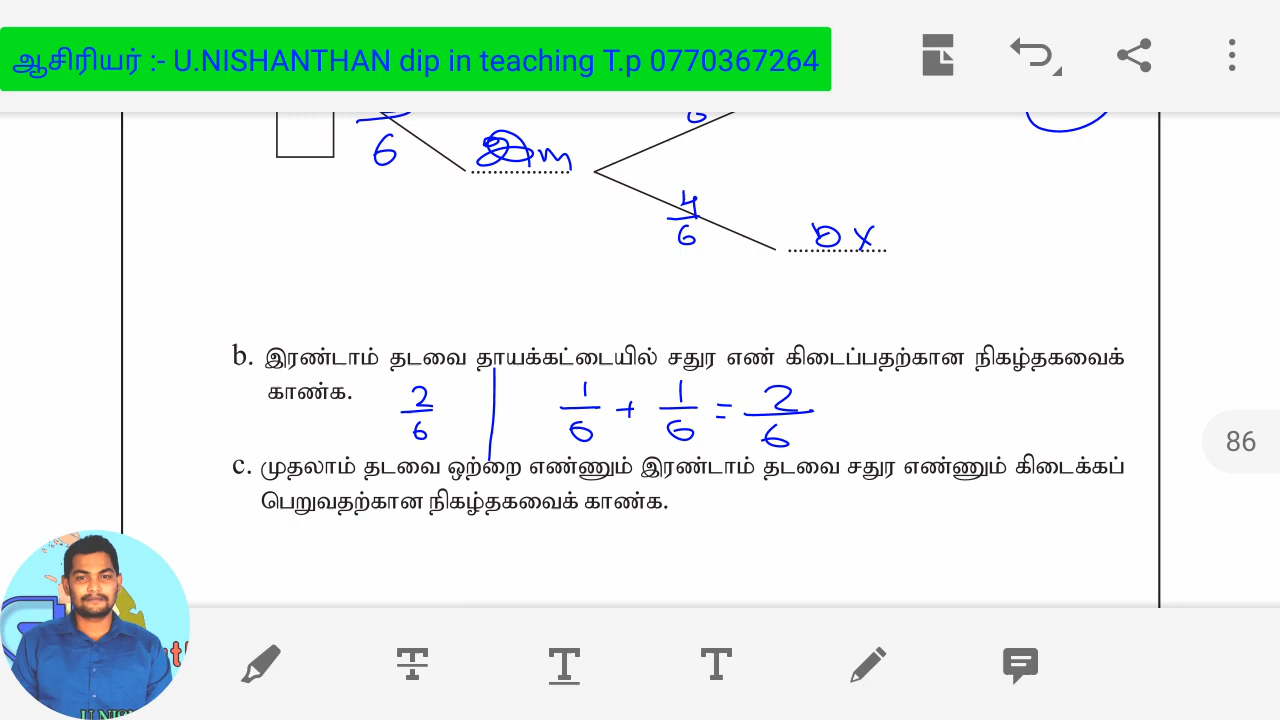 ஆசிரியர் :- U.NISHANTHAN dip in teaching T.p 0770367264
6
6
இரட்
4
6
ச X
b. இரண்டாம் தடவை தாயக்கட்டையில் சதுர எண் கிடைப்பதற்கான நிகழ்தகவைக்
காண்க.
2/6 | 1/6 + 1/6 = 2/6
c. முதலாம் தடவை ஒற்றை எண்ணும் இரண்டாம் தடவை சதுர எண்ணும் கிடைக்கப்
பெறுவதற்கான நிகழ்தகவைக் காண்க.
86